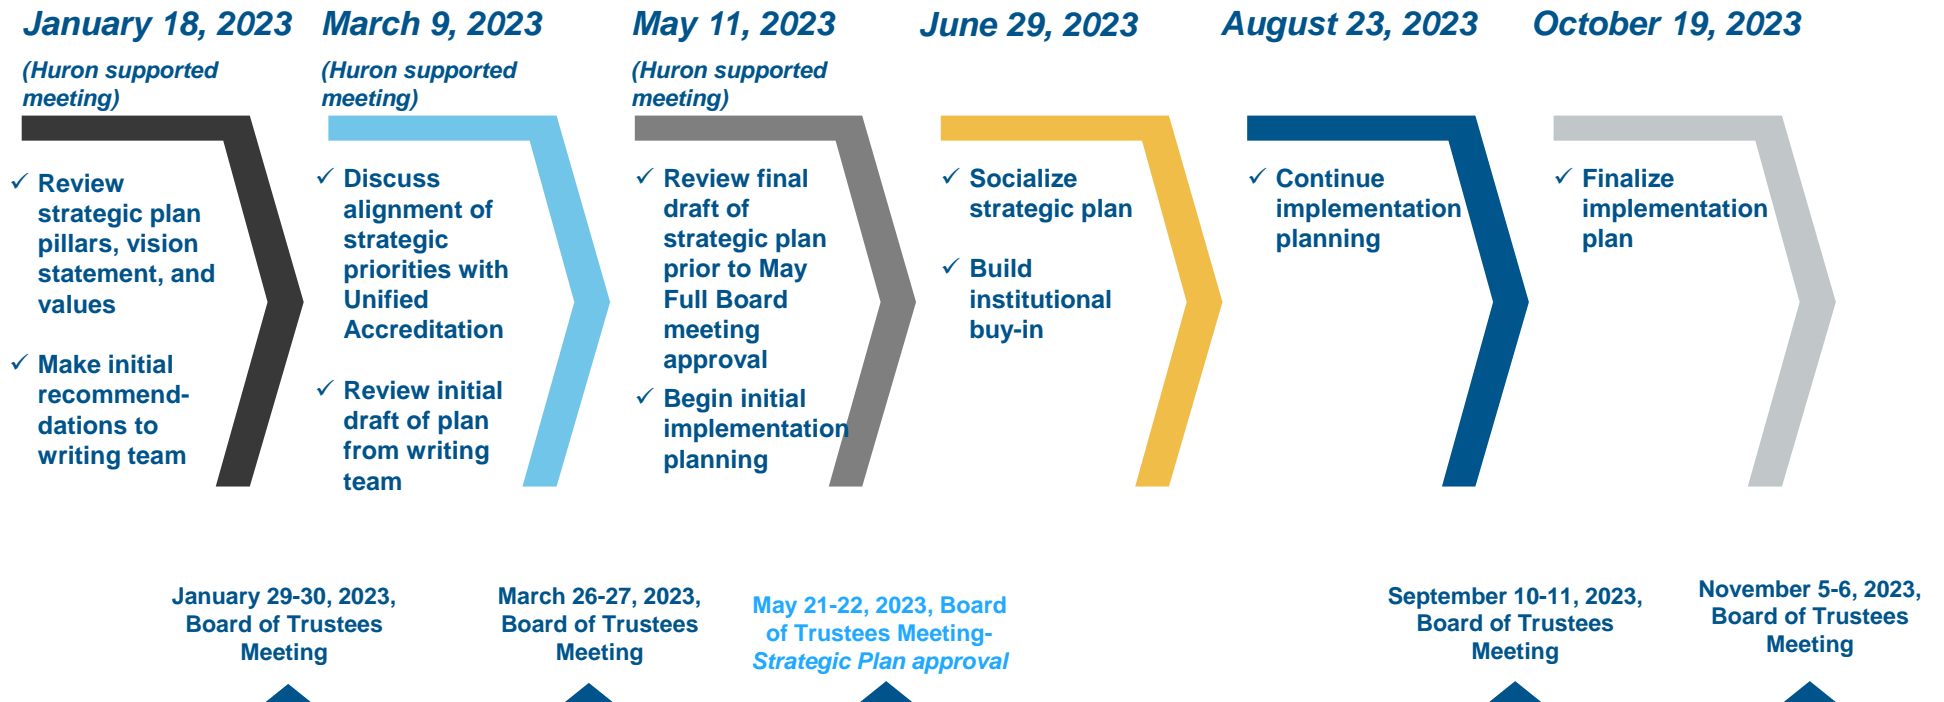 January 18, 2023
(Huron supported
meeting)
✓ Review
strategic plan
pillars, vision
statement, and
values
✓ Make initial
recommend-
dations to
writing team
March 9, 2023
(Huron supported
meeting)
✓ Discuss
alignment of
strategic
priorities with
Unified
Accreditation
✓ Review initial
draft of plan
from writing
team
May 11, 2023
(Huron supported
meeting)
✓ Review final
draft of
strategic plan
prior to May
Full Board
meeting
approval
✓ Begin initial
implementation
planning
June 29, 2023
✓ Socialize
strategic plan
✓ Build
institutional
buy-in
August 23, 2023
✓ Continue
implementation
planning
October 19, 2023
✓ Finalize
implementation
plan
January 29-30, 2023,
Board of Trustees
Meeting
March 26-27, 2023,
Board of Trustees
Meeting
May 21-22, 2023, Board
of Trustees Meeting-
Strategic Plan approval
September 10-11, 2023,
Board of Trustees
Meeting
November 5-6, 2023,
Board of Trustees
Meeting